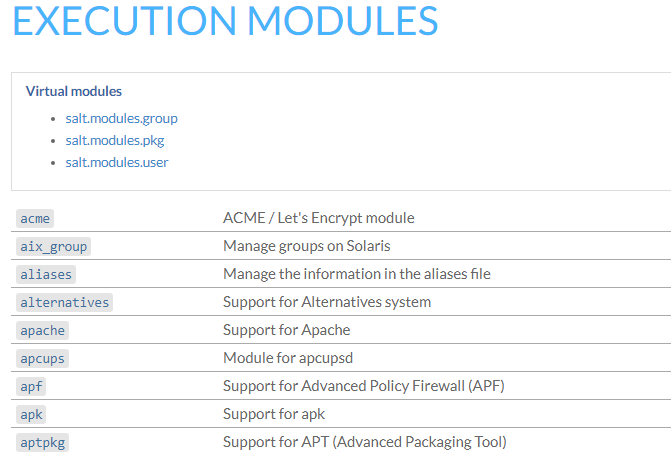 EXECUTION MODULES
Virtual modules
salt.modules.group
salt.modules.pkg
salt.modules.user
acme ACME / Let's Encrypt module
aix_group Manage groups on Solaris
aliases Manage the information in the aliases file
alternatives Support for Alternatives system
apache Support for Apache
apcups Module for apcupsd
apf Support for Advanced Policy Firewall (APF)
apk Support for apk
aptpkg Support for APT (Advanced Packaging Tool)